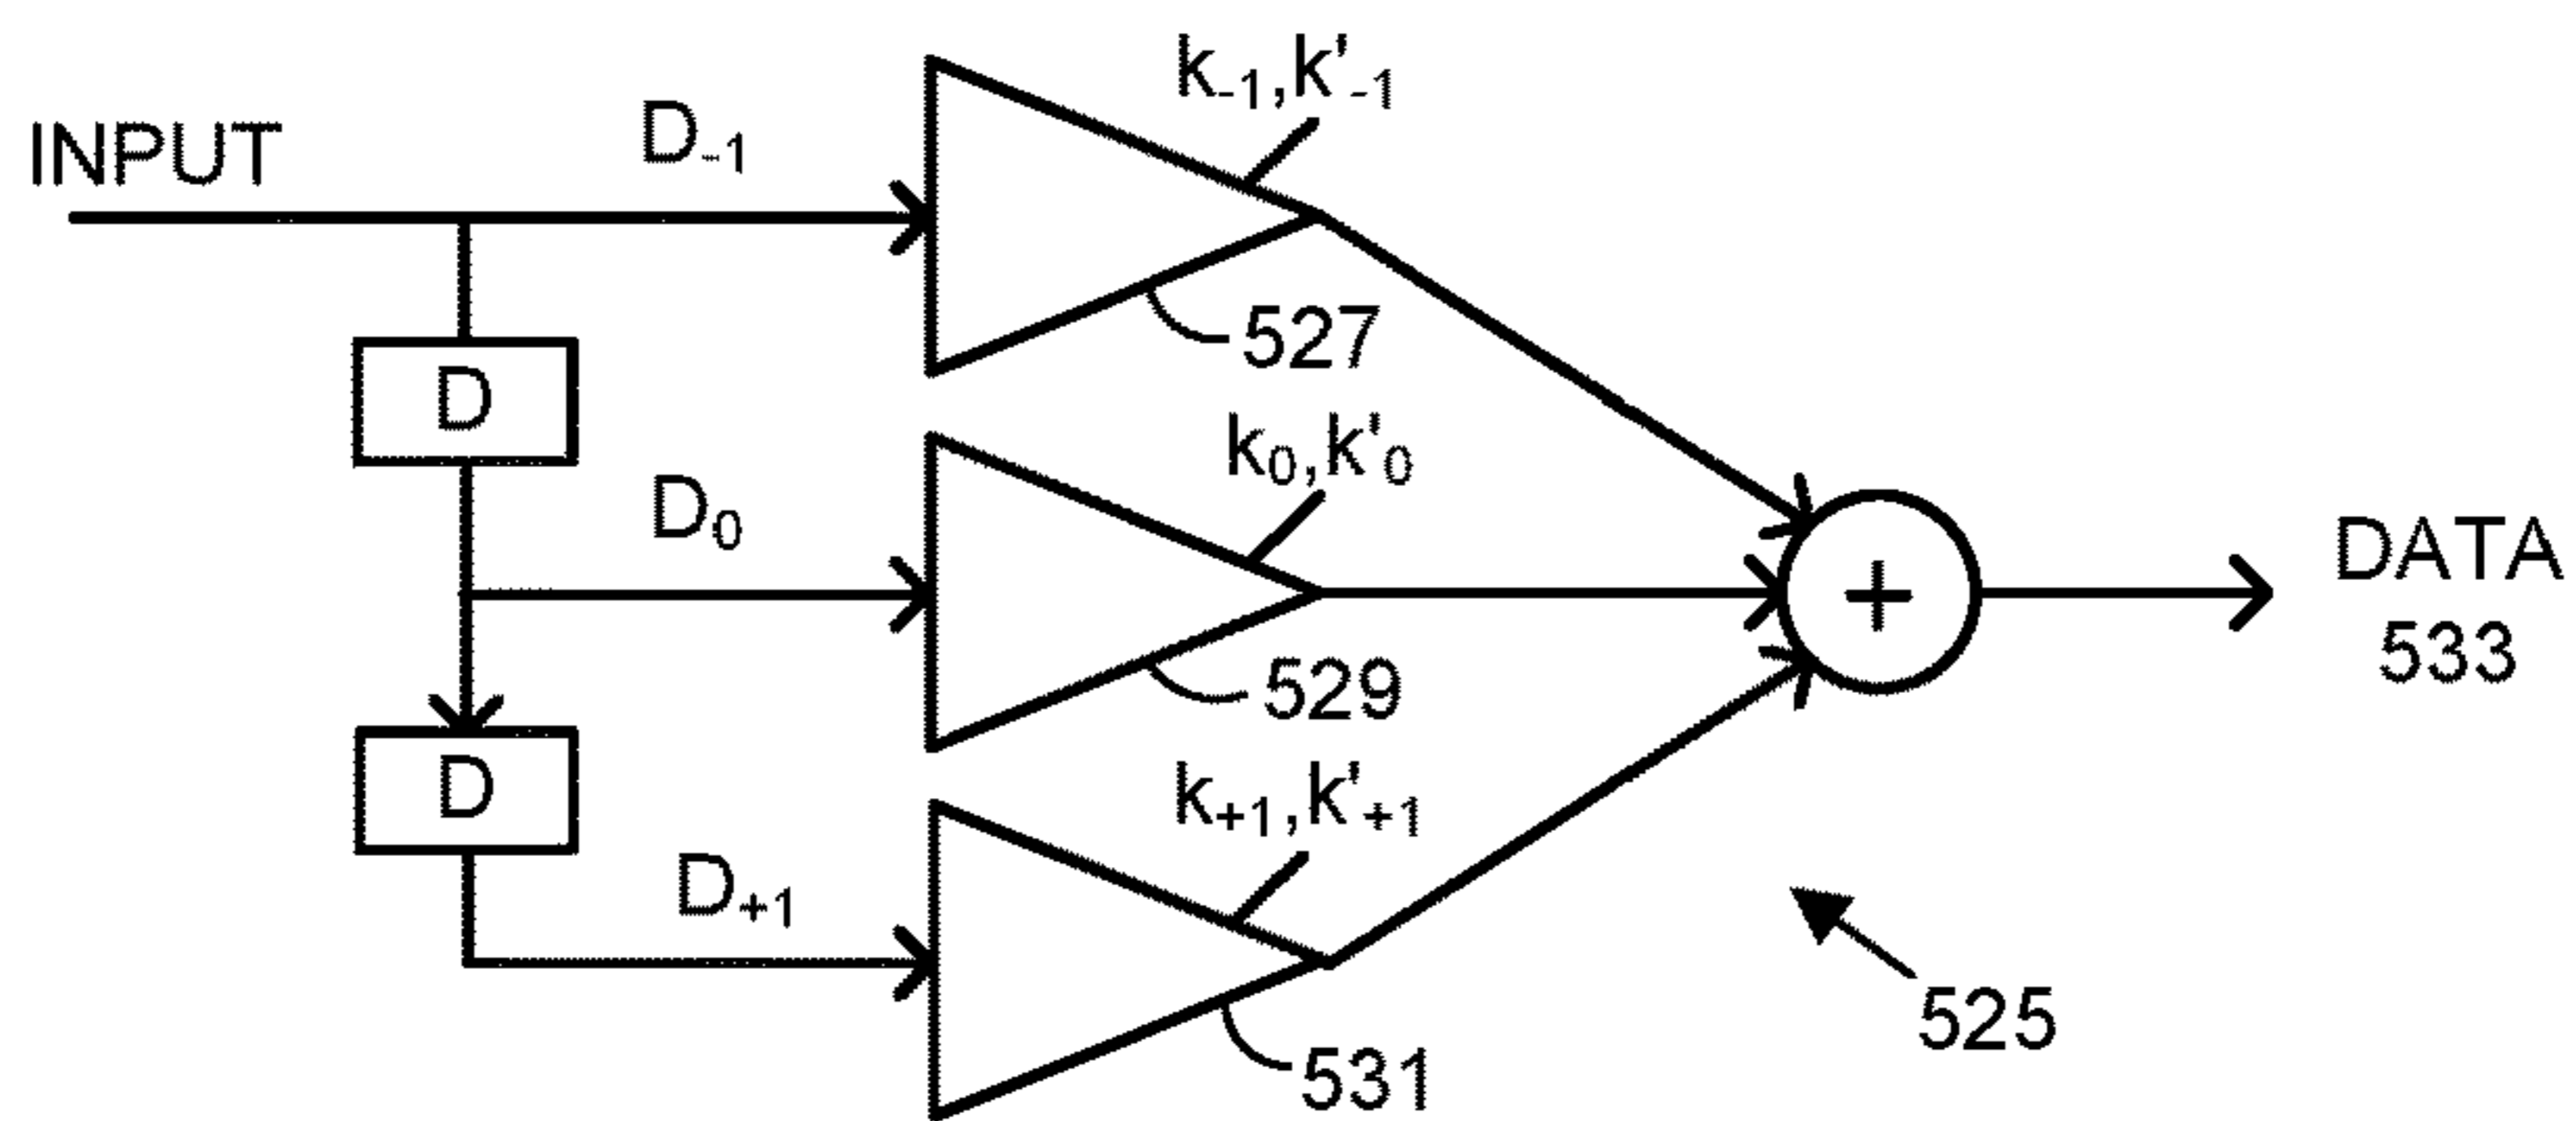 INPUT
D₋₁
k₋₁,k'₋₁
527
D
D₀
k₀,k'₀
529
DATA
533
D
D₊₁
k₊₁,k'₊₁
531
+
525